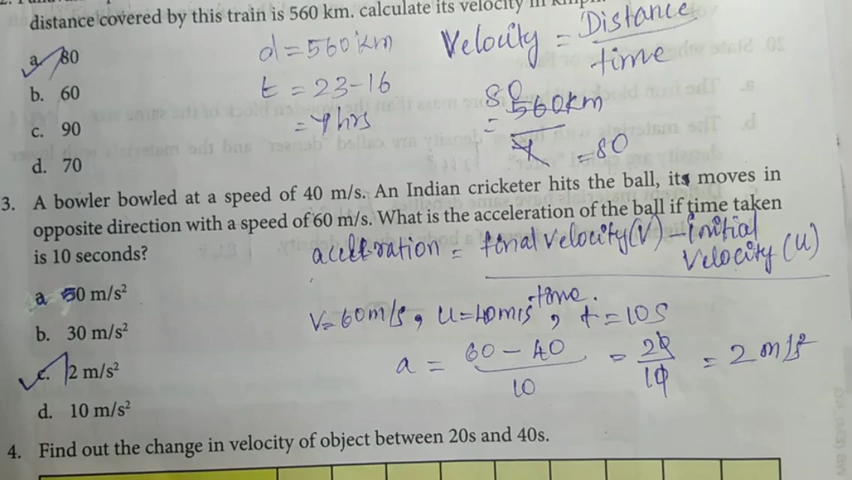 distance covered by this train is 560 km. calculate its velocity in
a. 80
b. 60
c. 90
d. 70
d = 560 km
t = 23-16
= 7 hrs
Velocity = Distance
time
80
= 560 km
7
= 80
3. A bowler bowled at a speed of 40 m/s. An Indian cricketer hits the ball, its moves in
opposite direction with a speed of 60 m/s. What is the acceleration of the ball if time taken
is 10 seconds?
= final velocity (V) - initial
velocity (u)
time.
a 50 m/s²
b. 30 m/s²
c. 2 m/s²
d. 10 m/s²
V= 60m/s, u= 40m/s, t = 10s
a = 60 - 40 = 20 = 2 m/s²
10 10
4. Find out the change in velocity of object between 20s and 40s.